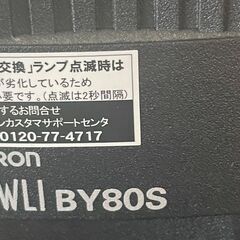 交換」ランプ点滅時は
が劣化しているため
必要です。(点滅は2秒間隔)
するお問合せ
ンカスタマサポートセンタ
0120-77-4717
RON
WLI BY80S